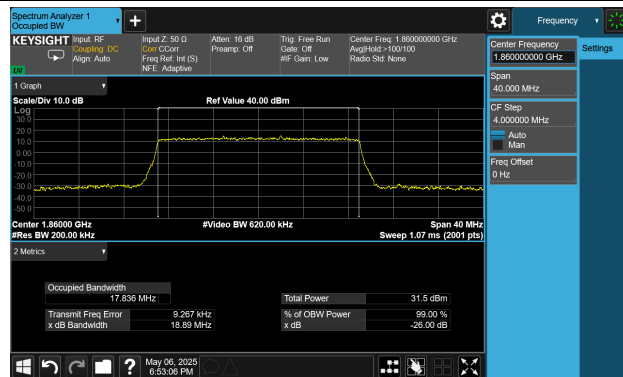 Spectrum Analyzer 1
Occupied BW
Frequency
KEYSIGHT
Input: RF
Coupling: DC
Align: Auto
Input Z: 50 Ω
Corr CCorr
Freq Ref: Int (S)
NFE: Adaptive
Atten: 16 dB
Preamp: Off
Trig: Free Run
Gate: Off
#IF Gain: Low
Center Freq: 1.860000000 GHz
Avg|Hold:>100/100
Radio Std: None
1 Graph
Scale/Div 10.0 dB
Ref Value 40.00 dBm
Log
30.0
20.0
10.0
0.00
-10.0
-20.0
-30.0
-40.0
-50.0
Center 1.86000 GHz
#Video BW 620.00 kHz
Span 40 MHz
#Res BW 200.00 kHz
Sweep 1.07 ms (2001 pts)
2 Metrics
Occupied Bandwidth
17.836 MHz
Total Power 31.5 dBm
Transmit Freq Error 9.267 kHz
% of OBW Power 99.00 %
x dB Bandwidth 18.89 MHz
x dB -26.00 dB
May 06, 2025
6:53:06 PM
Center Frequency
1.860000000 GHz
Settings
Span
40.000 MHz
CF Step
4.000000 MHz
Auto
Man
Freq Offset
0 Hz